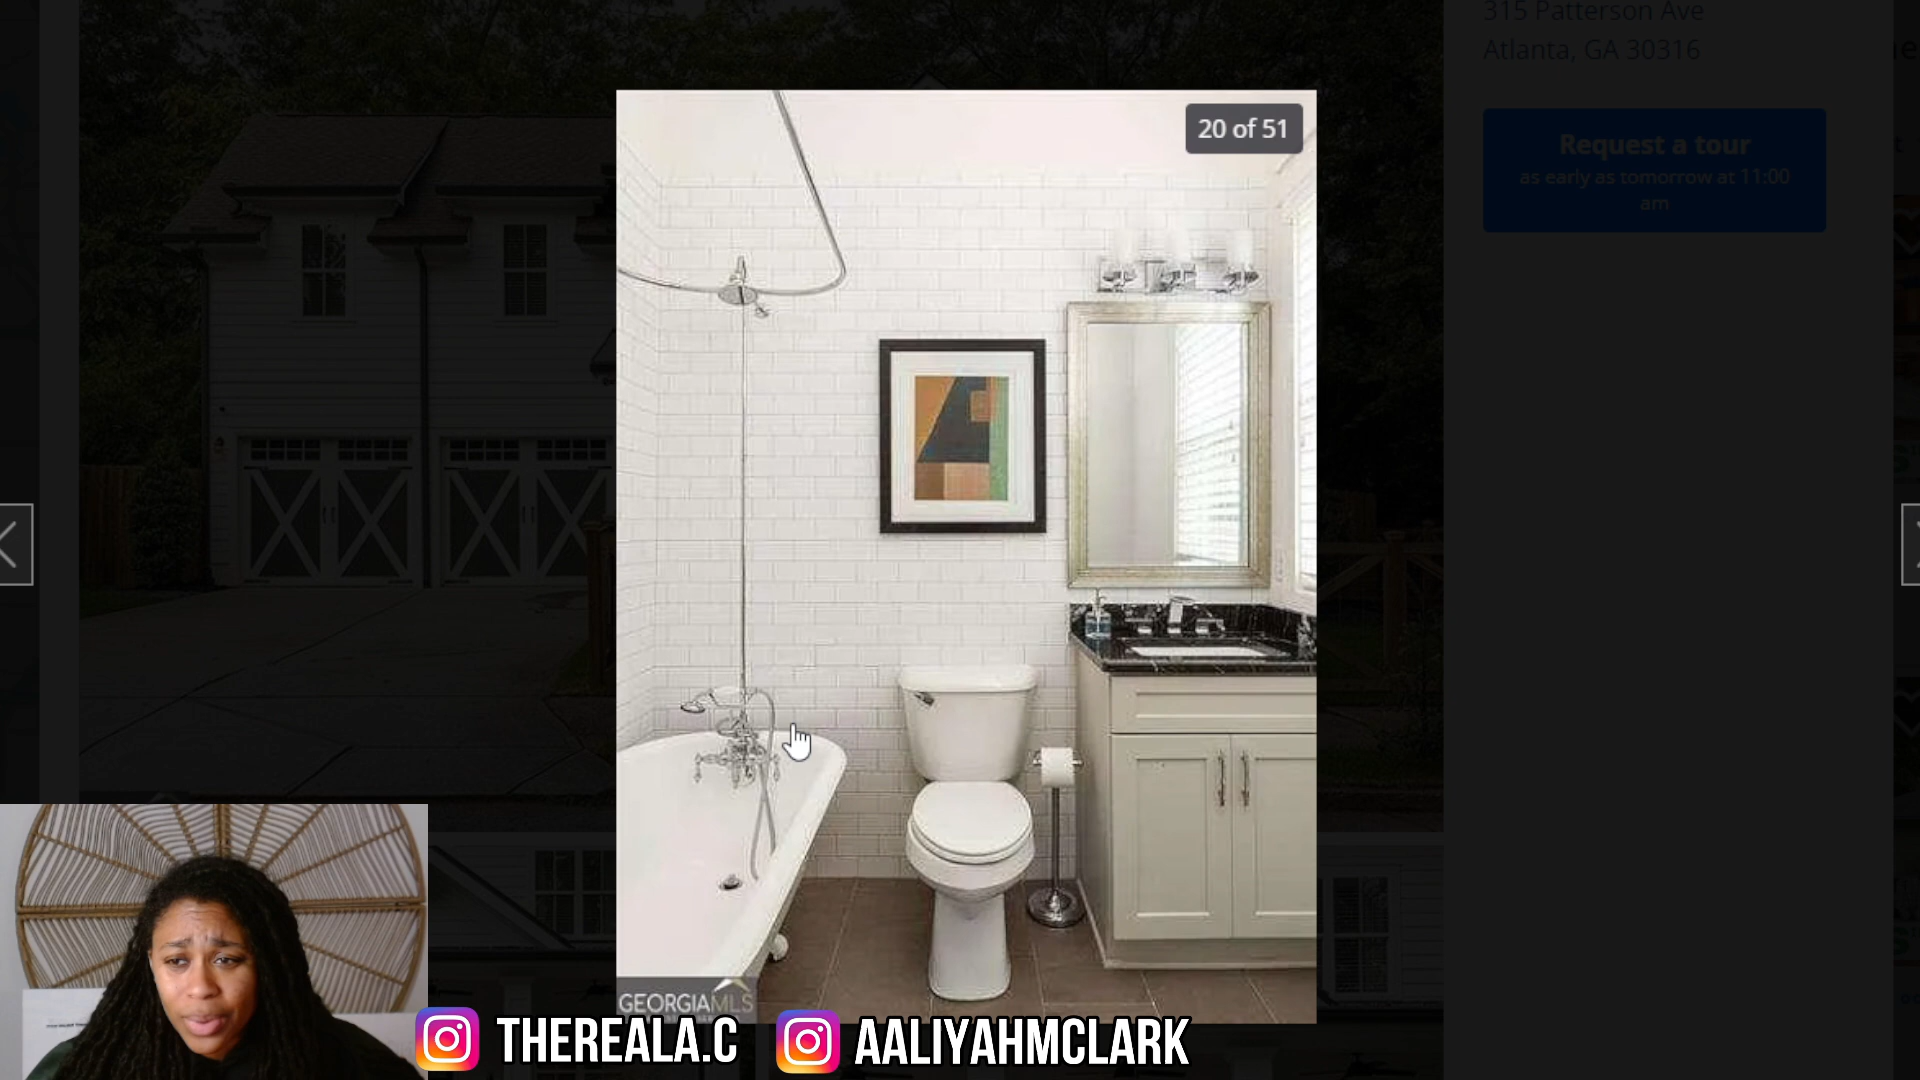 315 Patterson Ave
Atlanta, GA 30316
20 of 51
Request a tour
as early as tomorrow at 11:00
am
GEORGIAMLS
THEREALA.C
AALIYAHMCLARK